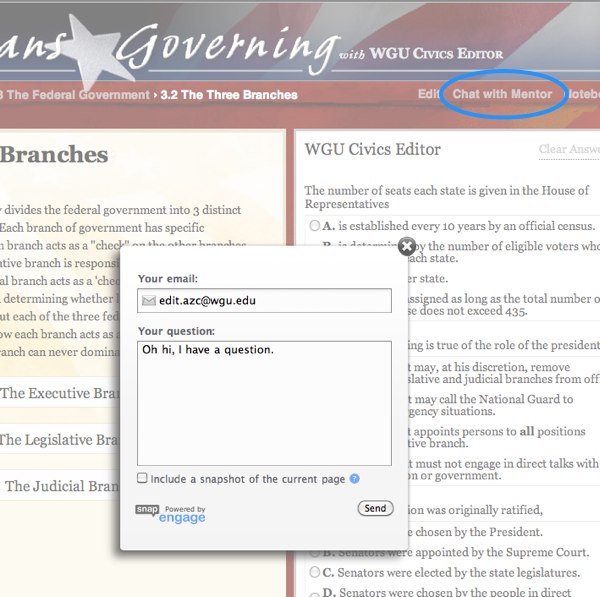 ans Governing with WGU Civics Editor
3 The Federal Government › 3.2 The Three Branches
Edit Chat with Mentor Noteb
Branches
y divides the federal government into 3 distinct
Each branch of government has specific
n branch acts as a "check" on the other branches
ative branch is responsi
al branch acts as a 'chec
n determining whether l
ut each of the three fed
ow each branch acts as a
ranch can never domina
The Executive Bran
The Legislative Bra
The Judicial Bran
WGU Civics Editor
Clear Answe
The number of seats each state is given in the House of
Representatives
A. is established every 10 years by an official census.
B. is determined by the number of eligible voters who
ach state.
er state.
assigned as long as the total number o
se does not exceed 435.
ing is true of the role of the president
t may, at his discretion, remove
slative and judicial branches from offi
t may call the National Guard to
gency situations.
t appoints persons to all positions
tive branch.
t must not engage in direct talks with
on or government.
tion was originally ratified,
e chosen by the President.
B. Senators were appointed by the Supreme Court.
C. Senators were elected by the state legislatures.
D. Senators were chosen by the people in direct
Your email:
edit.azc@wgu.edu
Your question:
Oh hi, I have a question.
Include a snapshot of the current page ?
snap Powered by
engage
Send